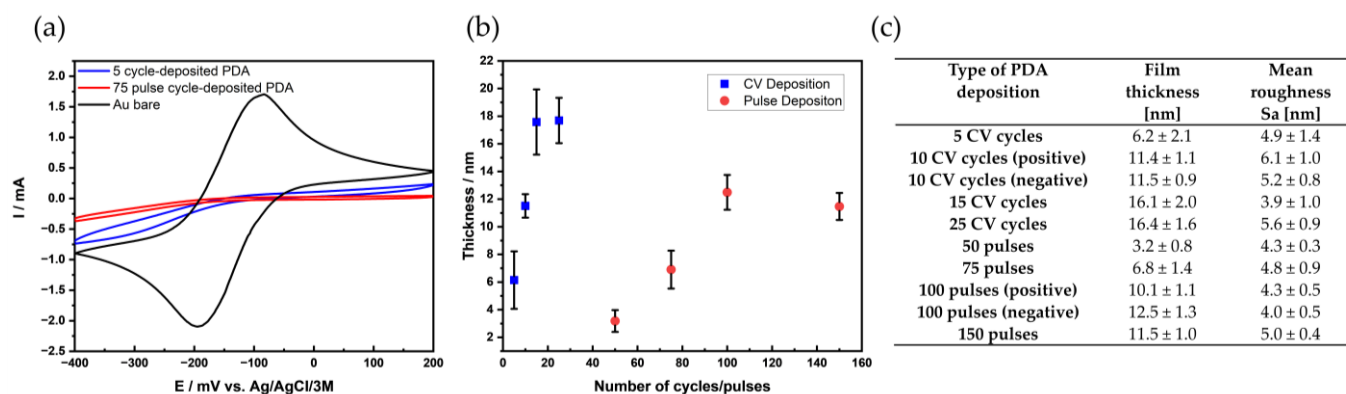 (a)
5 cycle-deposited PDA
75 pulse cycle-deposited PDA
Au bare
2.0
1.5
1.0
0.5
0.0
−0.5
−1.0
−1.5
−2.0
−2.5
I / mA
−400 −300 −200 −100 0 100 200
E / mV vs. Ag/AgCl/3M
(b)
CV Deposition
Pulse Depositon
22
20
18
16
14
12
10
8
6
4
2
Thickness / nm
0 20 40 60 80 100 120 140 160
Number of cycles/pulses
(c)
Type of PDA deposition Film thickness [nm] Mean roughness Sa [nm]
5 CV cycles 6.2 ± 2.1 4.9 ± 1.4
10 CV cycles (positive) 11.4 ± 1.1 6.1 ± 1.0
10 CV cycles (negative) 11.5 ± 0.9 5.2 ± 0.8
15 CV cycles 16.1 ± 2.0 3.9 ± 1.0
25 CV cycles 16.4 ± 1.6 5.6 ± 0.9
50 pulses 3.2 ± 0.8 4.3 ± 0.3
75 pulses 6.8 ± 1.4 4.8 ± 0.9
100 pulses (positive) 10.1 ± 1.1 4.3 ± 0.5
100 pulses (negative) 12.5 ± 1.3 4.0 ± 0.5
150 pulses 11.5 ± 1.0 5.0 ± 0.4